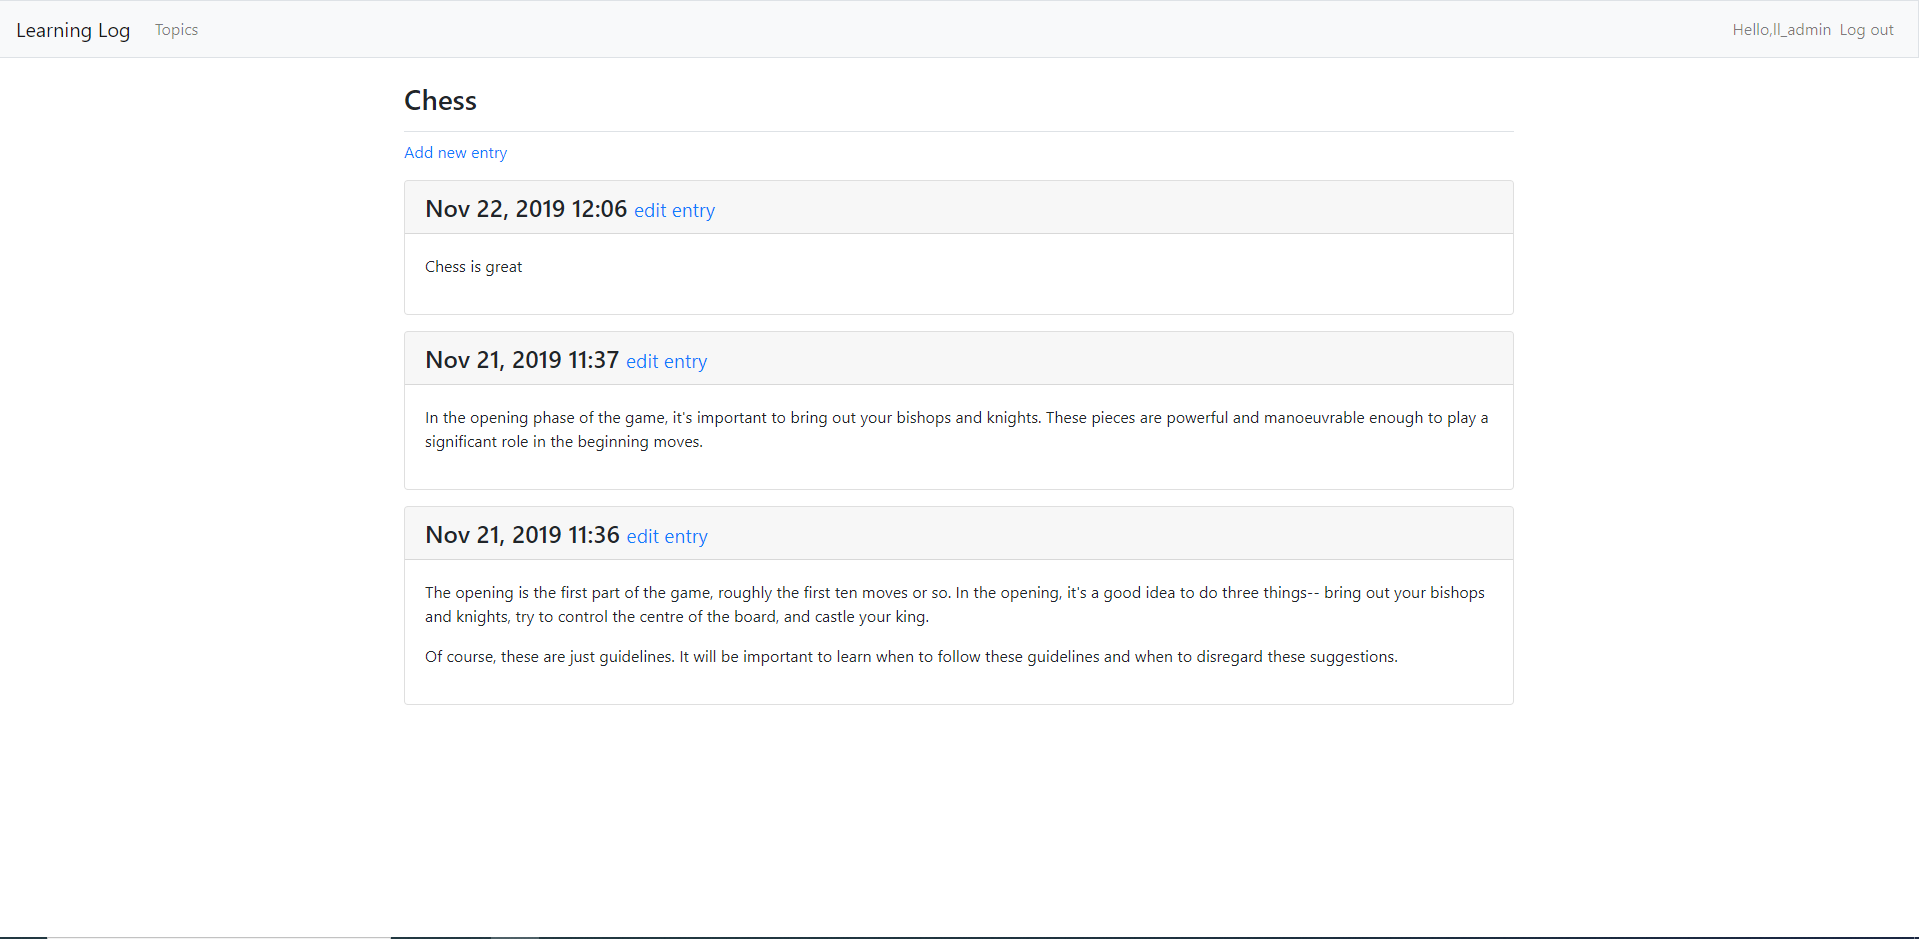 Learning Log Topics Hello,ll_admin Log out
Chess
Add new entry
Nov 22, 2019 12:06 edit entry
Chess is great
Nov 21, 2019 11:37 edit entry
In the opening phase of the game, it's important to bring out your bishops and knights. These pieces are powerful and manoeuvrable enough to play a
significant role in the beginning moves.
Nov 21, 2019 11:36 edit entry
The opening is the first part of the game, roughly the first ten moves or so. In the opening, it's a good idea to do three things-- bring out your bishops
and knights, try to control the centre of the board, and castle your king.
Of course, these are just guidelines. It will be important to learn when to follow these guidelines and when to disregard these suggestions.